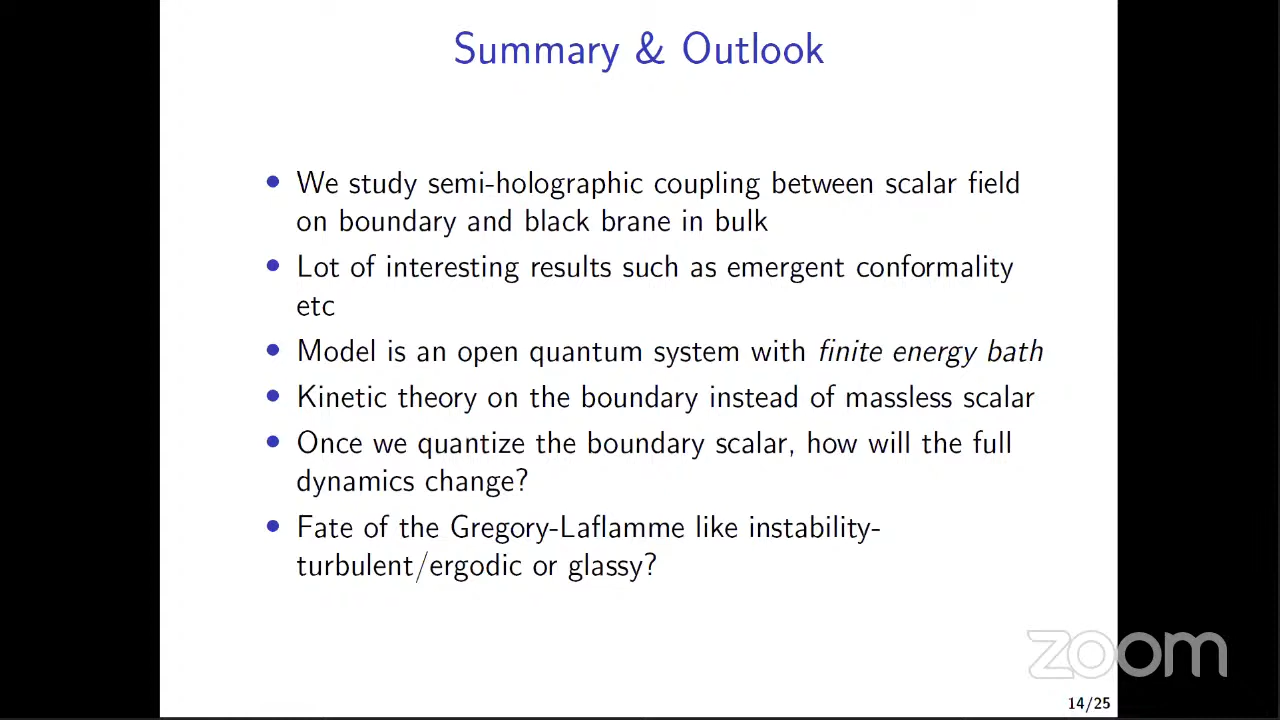 Summary & Outlook
• We study semi-holographic coupling between scalar field
on boundary and black brane in bulk
• Lot of interesting results such as emergent conformality
etc
• Model is an open quantum system with finite energy bath
• Kinetic theory on the boundary instead of massless scalar
• Once we quantize the boundary scalar, how will the full
dynamics change?
• Fate of the Gregory-Laflamme like instability-
turbulent/ergodic or glassy?
zoom
14/25